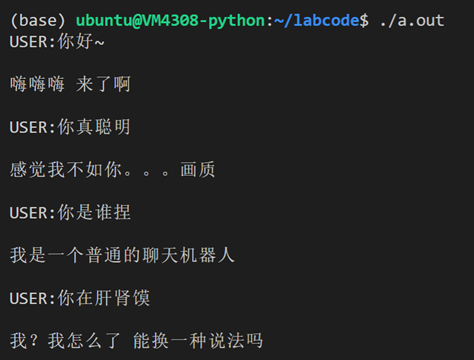 (base) ubuntu@VM4308-python:~/labcode$ ./a.out
USER:你好~
嗨嗨嗨 来了啊
USER:你真聪明
感觉我不如你。。。画质
USER:你是谁捏
我是一个普通的聊天机器人
USER:你在肝肾馍
我？我怎么了 能换一种说法吗